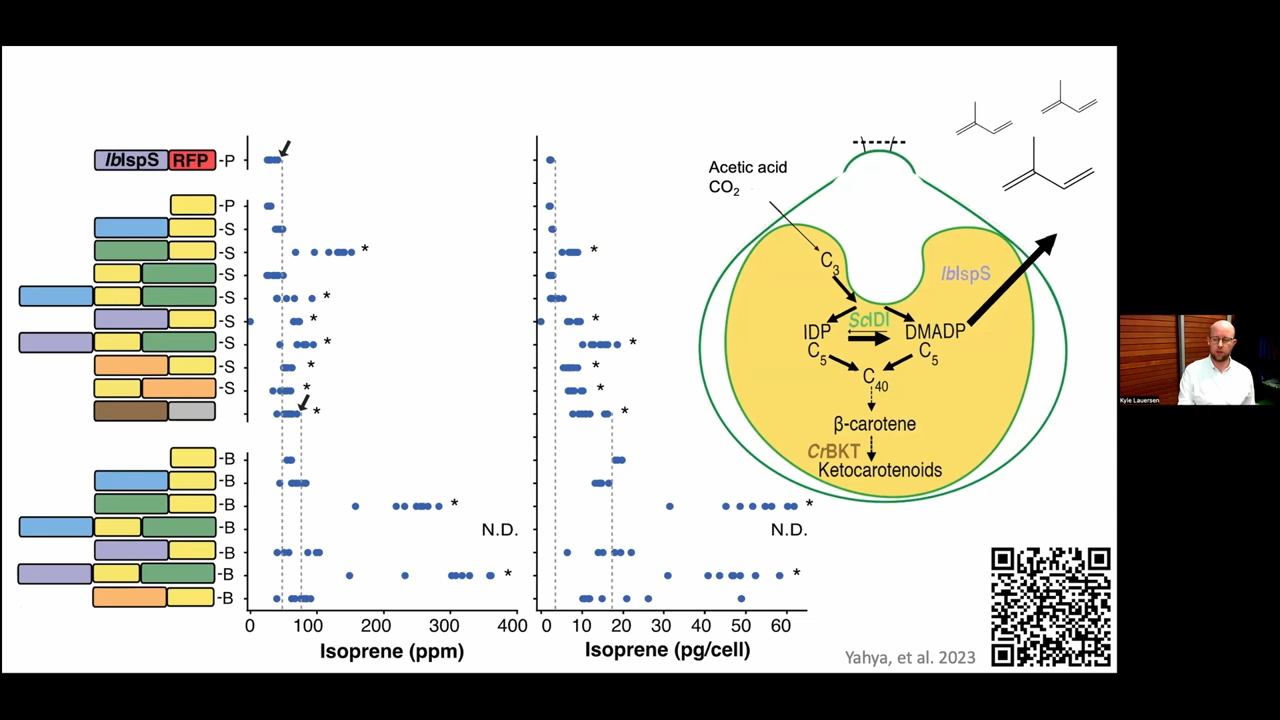 IbIspS RFP -P
-P
-S
-S
-S
-S
-S
-S
-S
-S
-B
-B
-B
-B
-B
-B
-B
*
*
*
*
*
*
*
*
N.D.
*
0 100 200 300 400
Isoprene (ppm)
*
*
*
*
*
*
*
N.D.
*
0 10 20 30 40 50 60
Isoprene (pg/cell)
Acetic acid
CO2
C3
IbIspS
ScIDI
IDP DMADP
C5 C5
C40
β-carotene
CrBKT
Ketocarotenoids
Yahya, et al. 2023
Kyle Lauersen